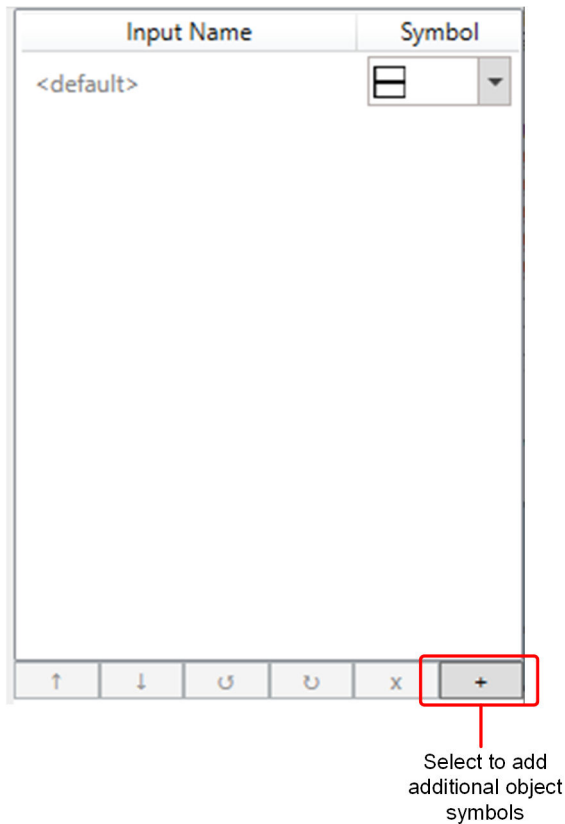 Input Name Symbol
<default>
↑ ↓ ↺ ↻ x +
Select to add
additional object
symbols